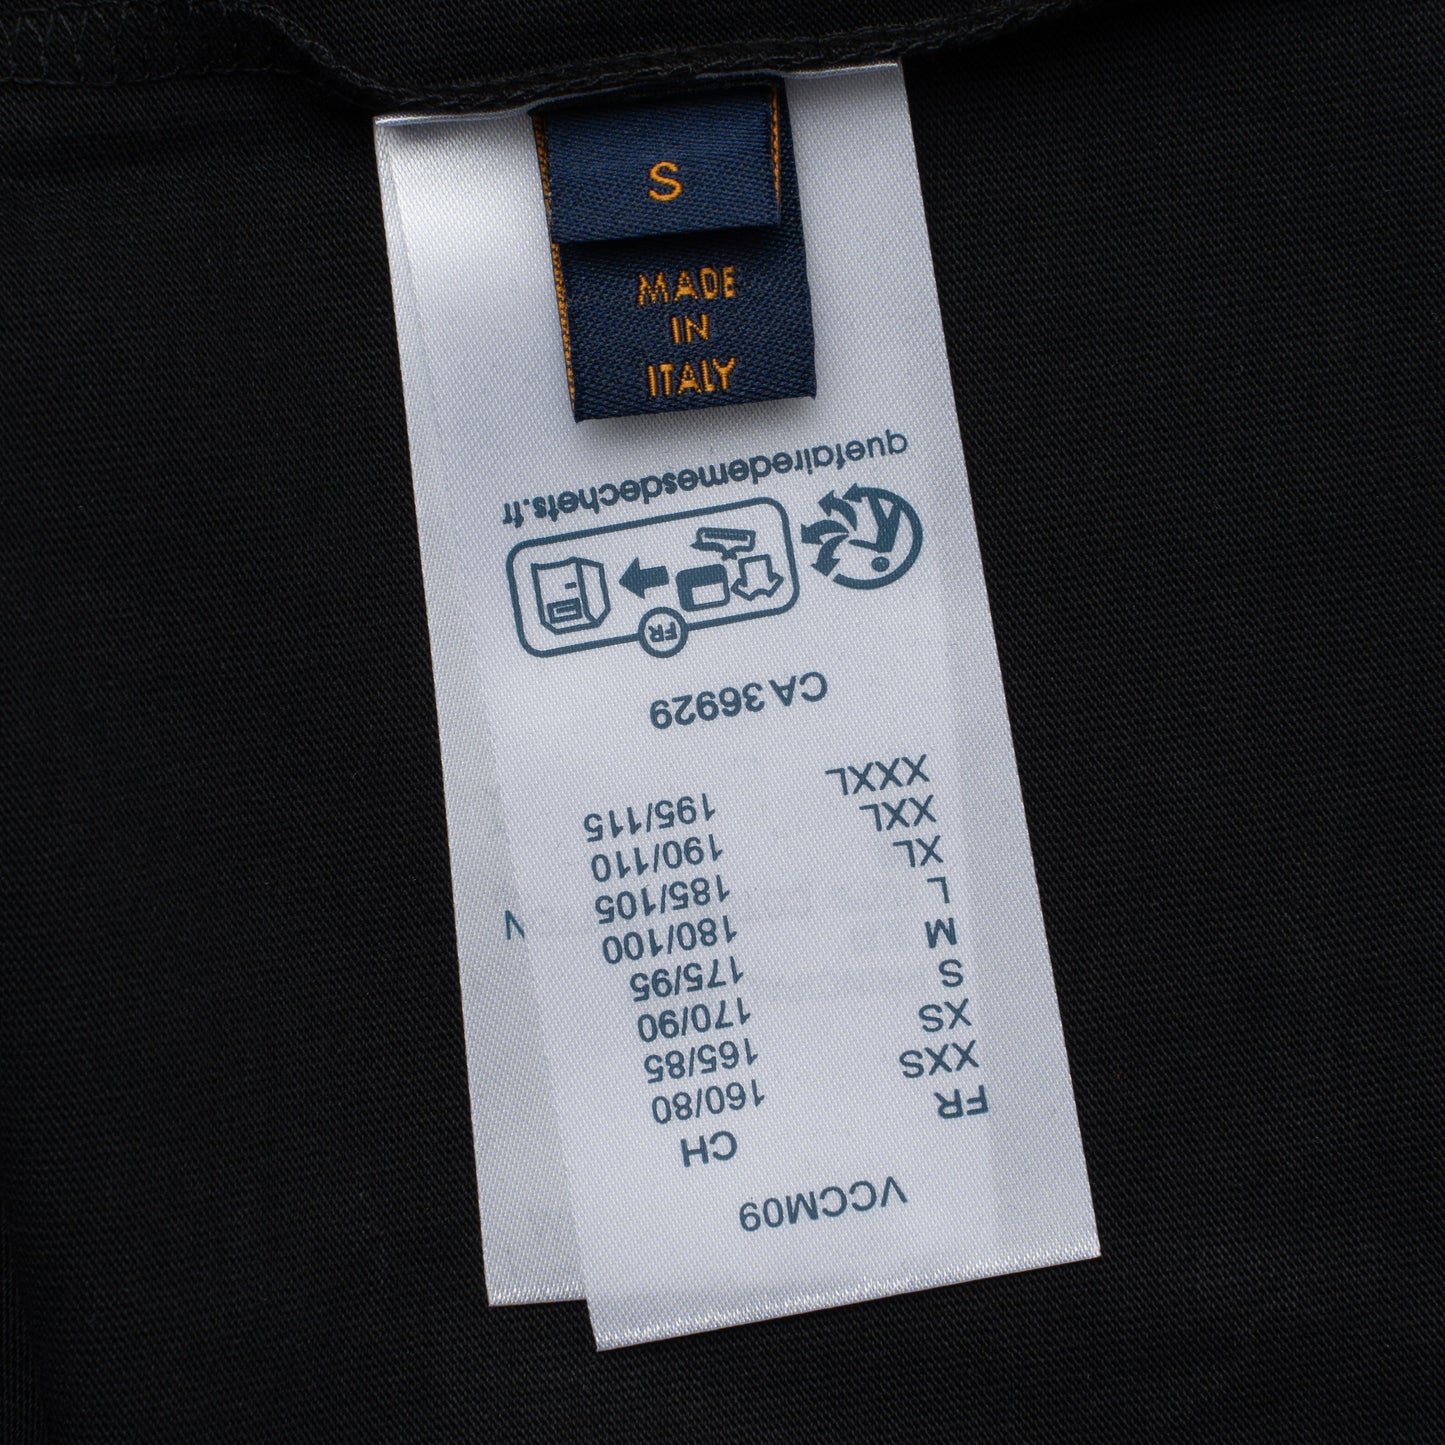 S
MADE
IN
ITALY
VCCM09
FR CH
XXS 160/80
XS 165/85
S 170/90
M 175/95
L 180/100
XL 185/105
XXL 190/110
XXXL 195/115
CA 36929
FR
quefairedemesdechets.fr